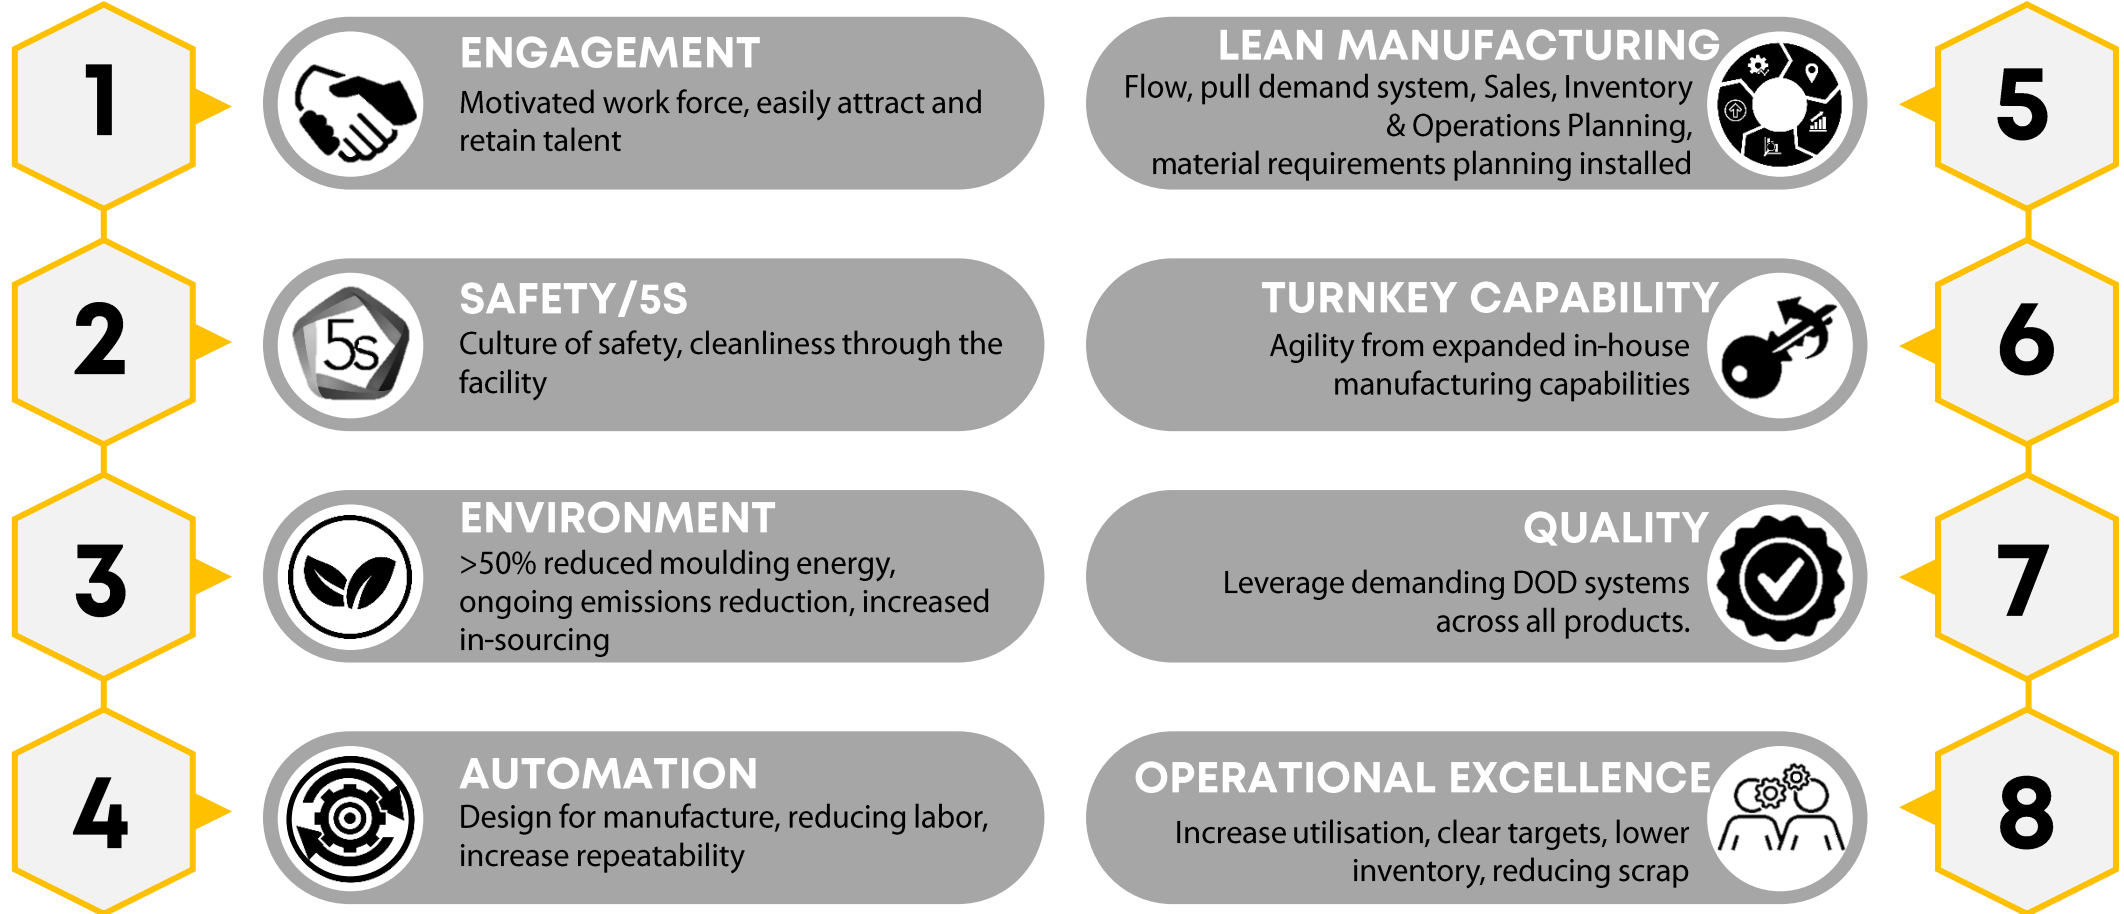 1
ENGAGEMENT
Motivated work force, easily attract and
retain talent
2
5s
SAFETY/5S
Culture of safety, cleanliness through the
facility
3
ENVIRONMENT
>50% reduced moulding energy,
ongoing emissions reduction, increased
in-sourcing
4
AUTOMATION
Design for manufacture, reducing labor,
increase repeatability
LEAN MANUFACTURING
Flow, pull demand system, Sales, Inventory
& Operations Planning,
material requirements planning installed
5
TURNKEY CAPABILITY
Agility from expanded in-house
manufacturing capabilities
6
QUALITY
Leverage demanding DOD systems
across all products.
7
OPERATIONAL EXCELLENCE
Increase utilisation, clear targets, lower
inventory, reducing scrap
8